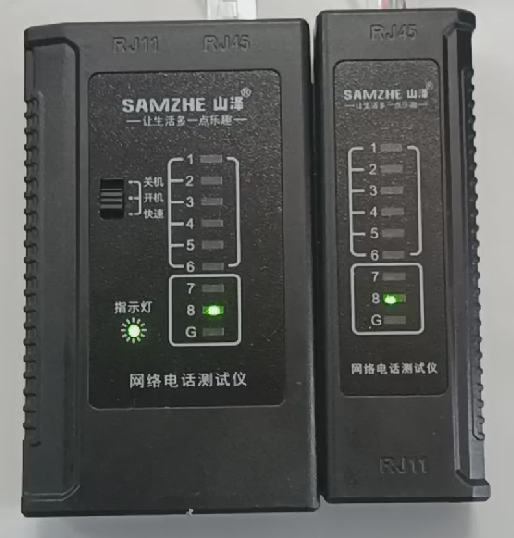 RJ11 RJ45
SAMZHE 山泽®
—让生活多一点乐趣—
1
2
3
4
5
6
7
8
G
关机
开机
快速
指示灯
网络电话测试仪
RJ45
SAMZHE 山泽®
—让生活多一点乐趣—
1
2
3
4
5
6
7
8
G
网络电话测试仪
RJ11